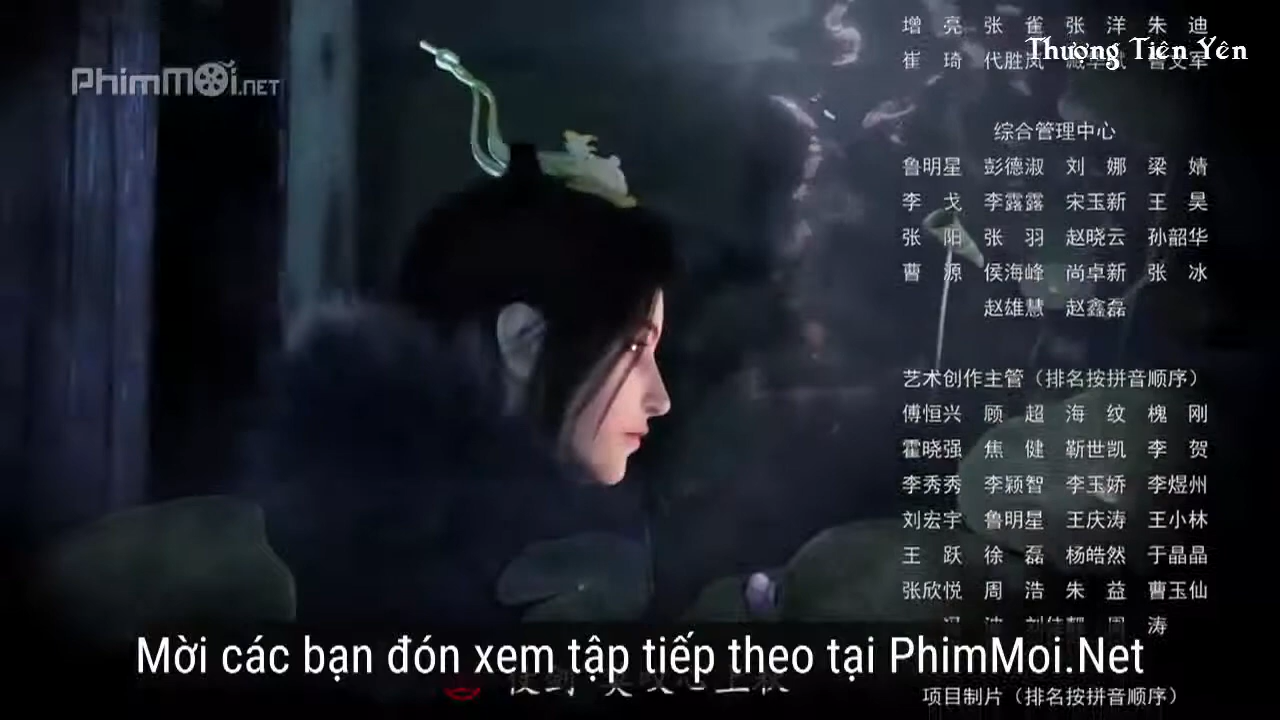 PHIMMỚI.NET
Thượng Tiên Yên
增 亮 张 雀 张 洋 朱 迪
崔 琦 代胜岚
综合管理中心
鲁明星 彭德淑 刘 娜 梁 婧
李 戈 李露露 宋玉新 王 昊
张 阳 张 羽 赵晓云 孙韶华
曹 源 侯海峰 尚卓新 张 冰
赵雄慧 赵鑫磊
艺术创作主管（排名按拼音顺序）
傅恒兴 顾 超 海 纹 槐 刚
霍晓强 焦 健 靳世凯 李 贺
李秀秀 李颖智 李玉娇 李煜州
刘宏宇 鲁明星 王庆涛 王小林
王 跃 徐 磊 杨皓然 于晶晶
张欣悦 周 浩 朱 益 曹玉仙
涛
Mời các bạn đón xem tập tiếp theo tại PhimMoi.Net
项目制片（排名按拼音顺序）